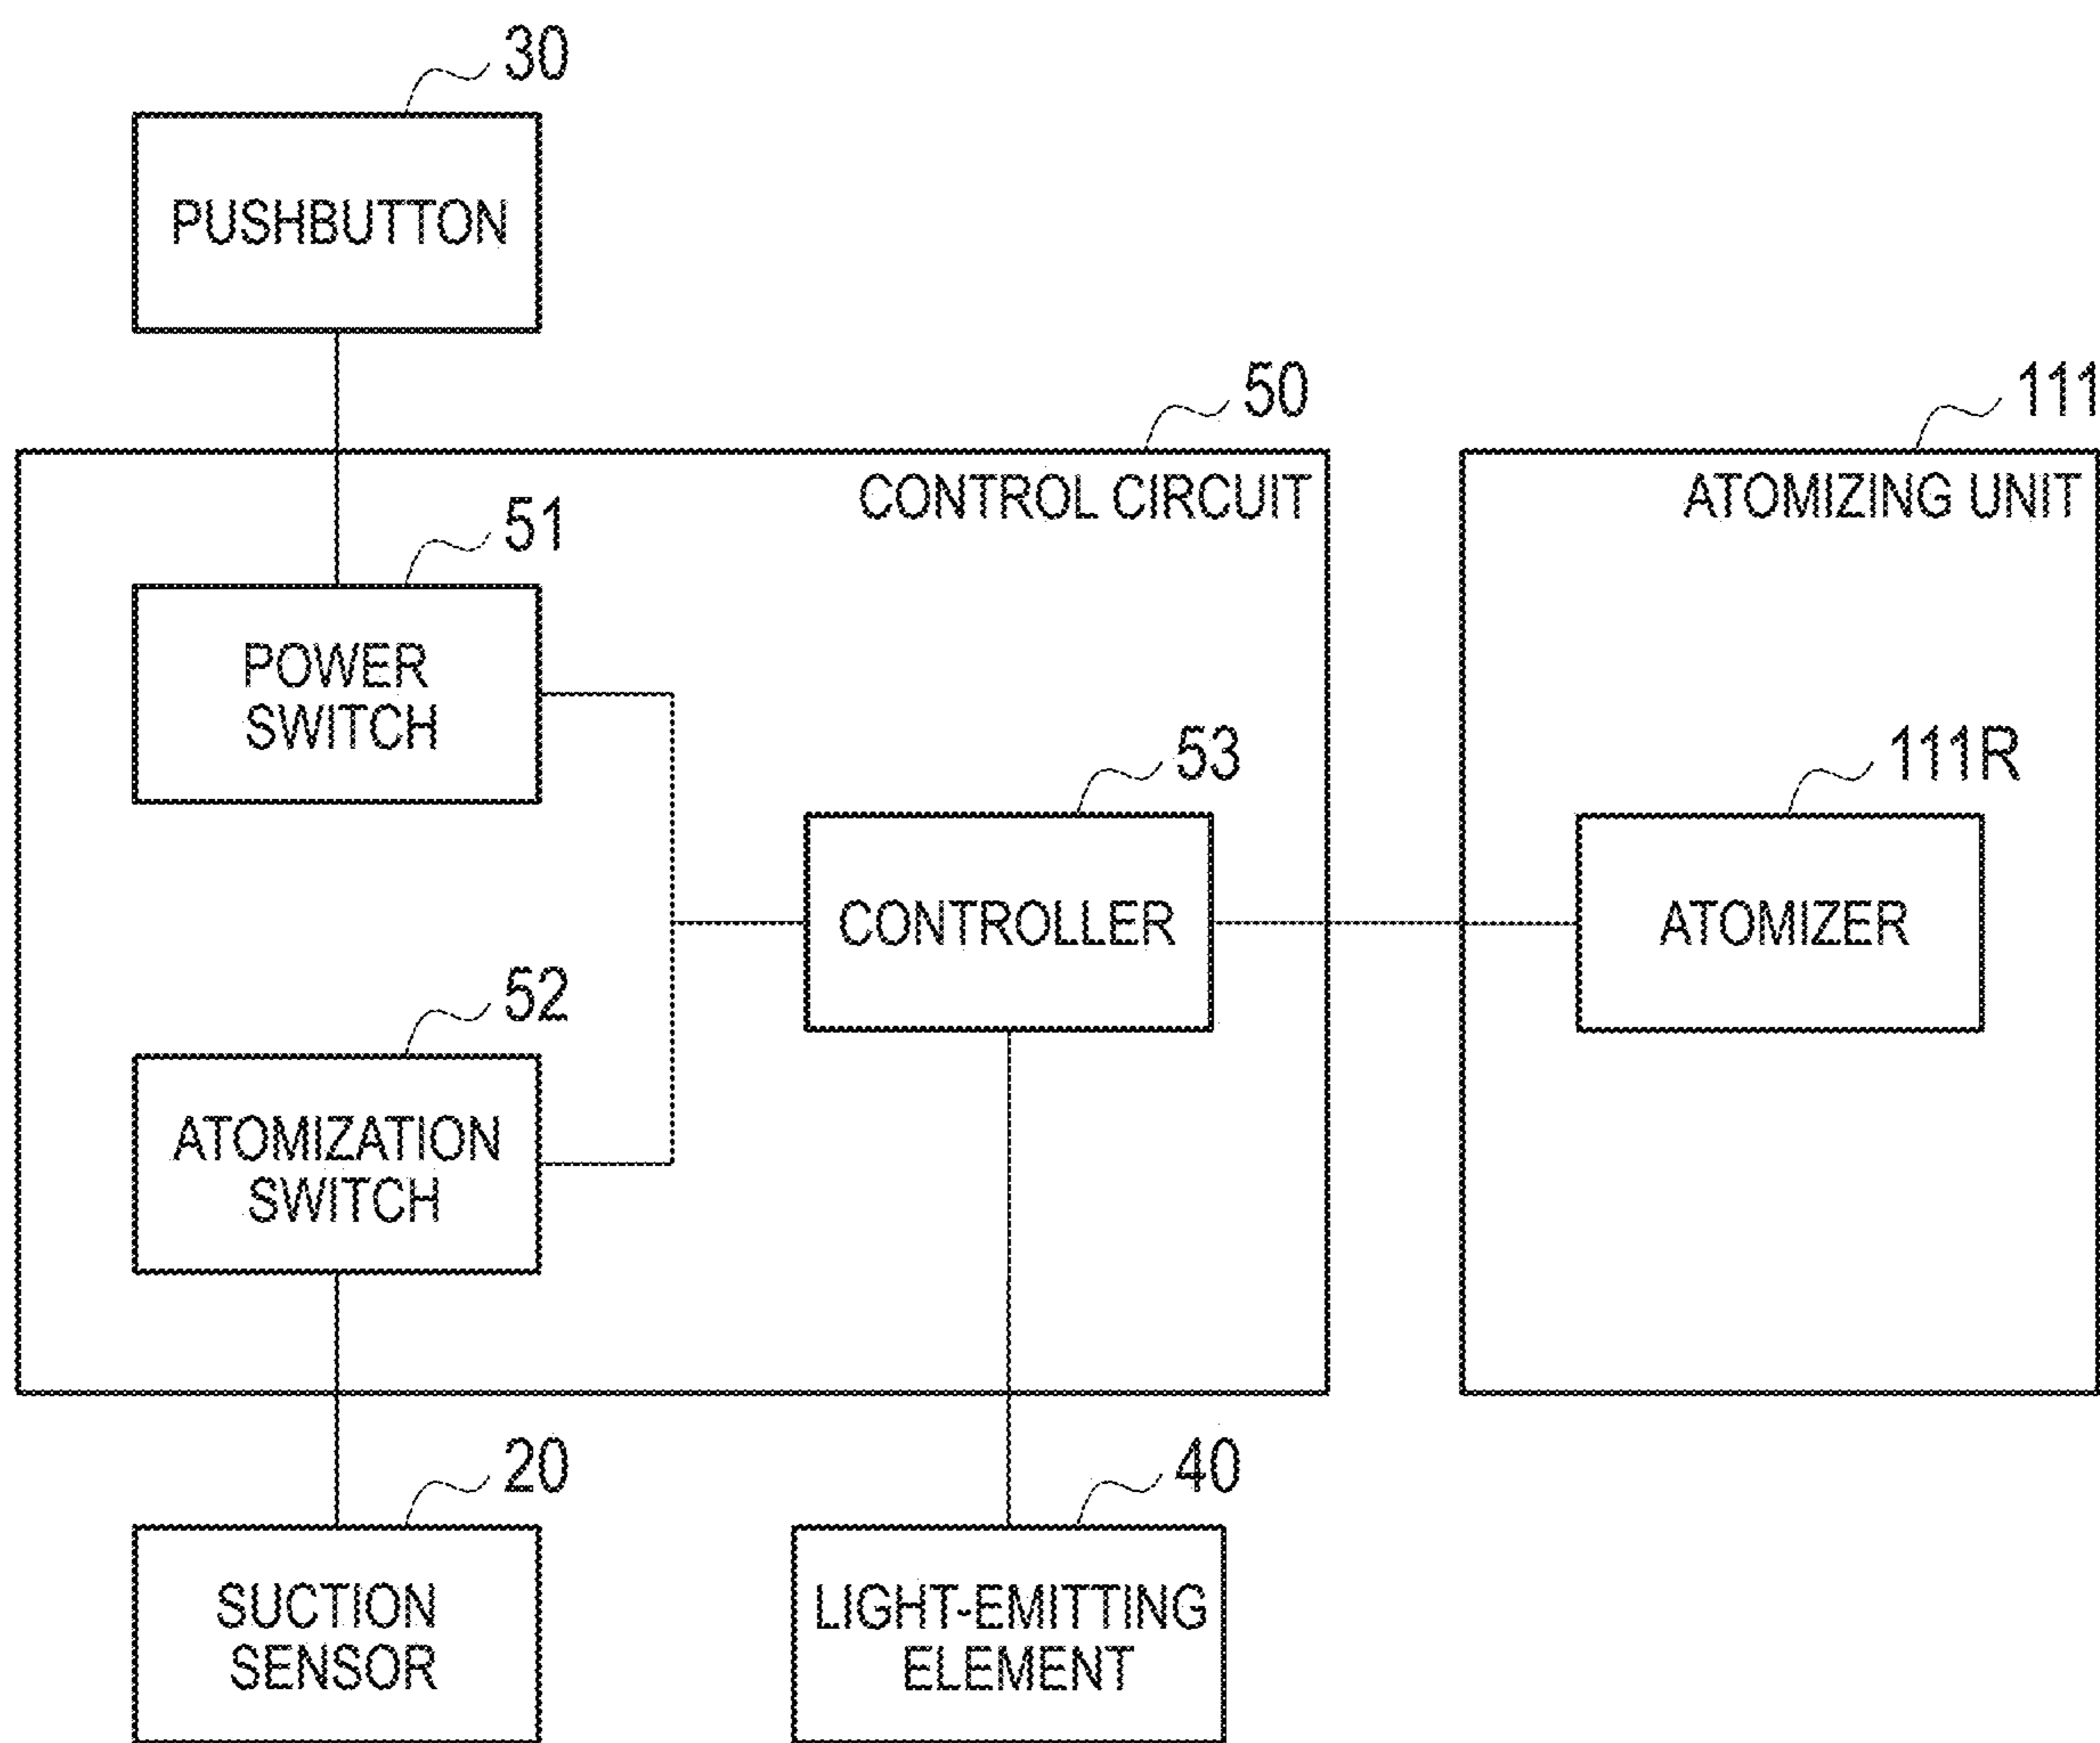 30
PUSHBUTTON
50
111
CONTROL CIRCUIT
ATOMIZING UNIT
51
POWER
SWITCH
53
111R
CONTROLLER
ATOMIZER
52
ATOMIZATION
SWITCH
20
40
SUCTION
SENSOR
LIGHT-EMITTING
ELEMENT